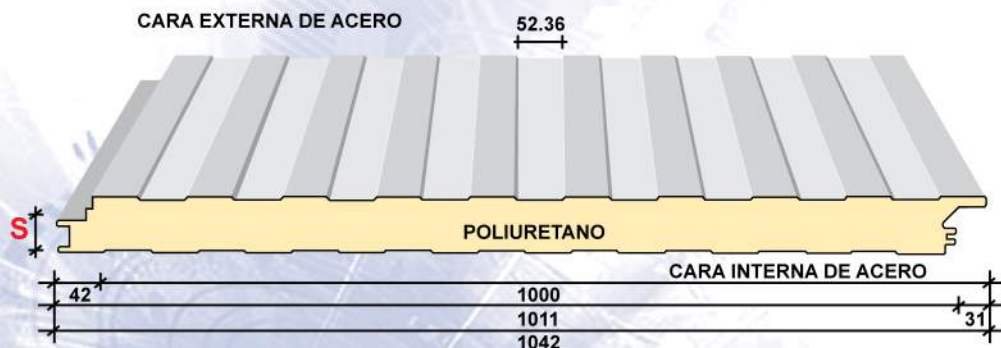 CARA EXTERNA DE ACERO
52.36
S
POLIURETANO
CARA INTERNA DE ACERO
42
1000
1011
31
1042